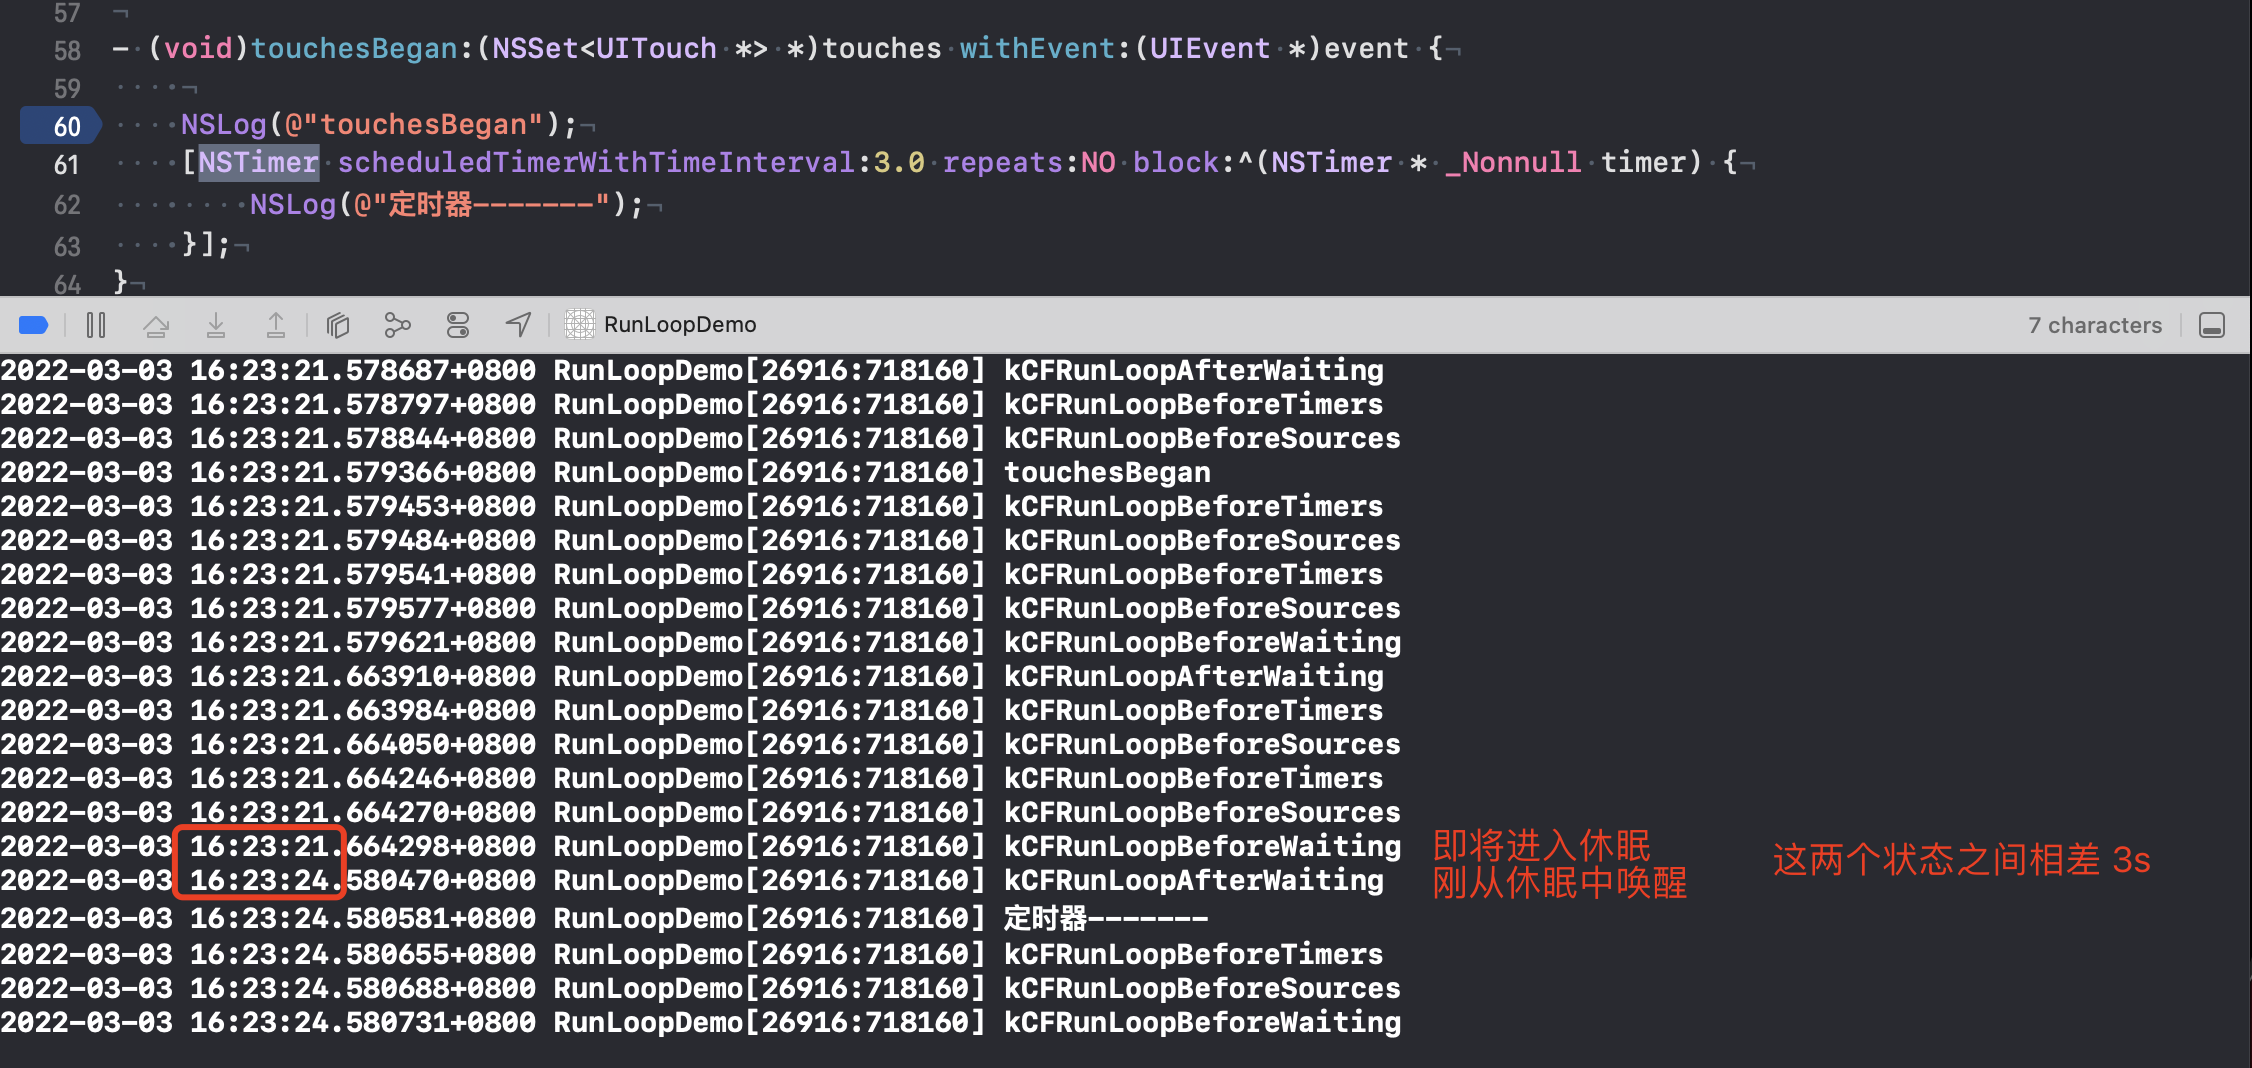 57 ¬
58 - (void)touchesBegan:(NSSet<UITouch *> *)touches withEvent:(UIEvent *)event {¬
59 ····¬
60 ····NSLog(@"touchesBegan");¬
61 ····[NSTimer scheduledTimerWithTimeInterval:3.0 repeats:NO block:^(NSTimer * _Nonnull timer) {¬
62 ········NSLog(@"定时器-------");¬
63 ····}];¬
64 }¬
RunLoopDemo
7 characters
2022-03-03 16:23:21.578687+0800 RunLoopDemo[26916:718160] kCFRunLoopAfterWaiting
2022-03-03 16:23:21.578797+0800 RunLoopDemo[26916:718160] kCFRunLoopBeforeTimers
2022-03-03 16:23:21.578844+0800 RunLoopDemo[26916:718160] kCFRunLoopBeforeSources
2022-03-03 16:23:21.579366+0800 RunLoopDemo[26916:718160] touchesBegan
2022-03-03 16:23:21.579453+0800 RunLoopDemo[26916:718160] kCFRunLoopBeforeTimers
2022-03-03 16:23:21.579484+0800 RunLoopDemo[26916:718160] kCFRunLoopBeforeSources
2022-03-03 16:23:21.579541+0800 RunLoopDemo[26916:718160] kCFRunLoopBeforeTimers
2022-03-03 16:23:21.579577+0800 RunLoopDemo[26916:718160] kCFRunLoopBeforeSources
2022-03-03 16:23:21.579621+0800 RunLoopDemo[26916:718160] kCFRunLoopBeforeWaiting
2022-03-03 16:23:21.663910+0800 RunLoopDemo[26916:718160] kCFRunLoopAfterWaiting
2022-03-03 16:23:21.663984+0800 RunLoopDemo[26916:718160] kCFRunLoopBeforeTimers
2022-03-03 16:23:21.664050+0800 RunLoopDemo[26916:718160] kCFRunLoopBeforeSources
2022-03-03 16:23:21.664246+0800 RunLoopDemo[26916:718160] kCFRunLoopBeforeTimers
2022-03-03 16:23:21.664270+0800 RunLoopDemo[26916:718160] kCFRunLoopBeforeSources
2022-03-03 16:23:21.664298+0800 RunLoopDemo[26916:718160] kCFRunLoopBeforeWaiting 即将进入休眠
2022-03-03 16:23:24.580470+0800 RunLoopDemo[26916:718160] kCFRunLoopAfterWaiting 刚从休眠中唤醒
这两个状态之间相差 3s
2022-03-03 16:23:24.580581+0800 RunLoopDemo[26916:718160] 定时器-------
2022-03-03 16:23:24.580655+0800 RunLoopDemo[26916:718160] kCFRunLoopBeforeTimers
2022-03-03 16:23:24.580688+0800 RunLoopDemo[26916:718160] kCFRunLoopBeforeSources
2022-03-03 16:23:24.580731+0800 RunLoopDemo[26916:718160] kCFRunLoopBeforeWaiting